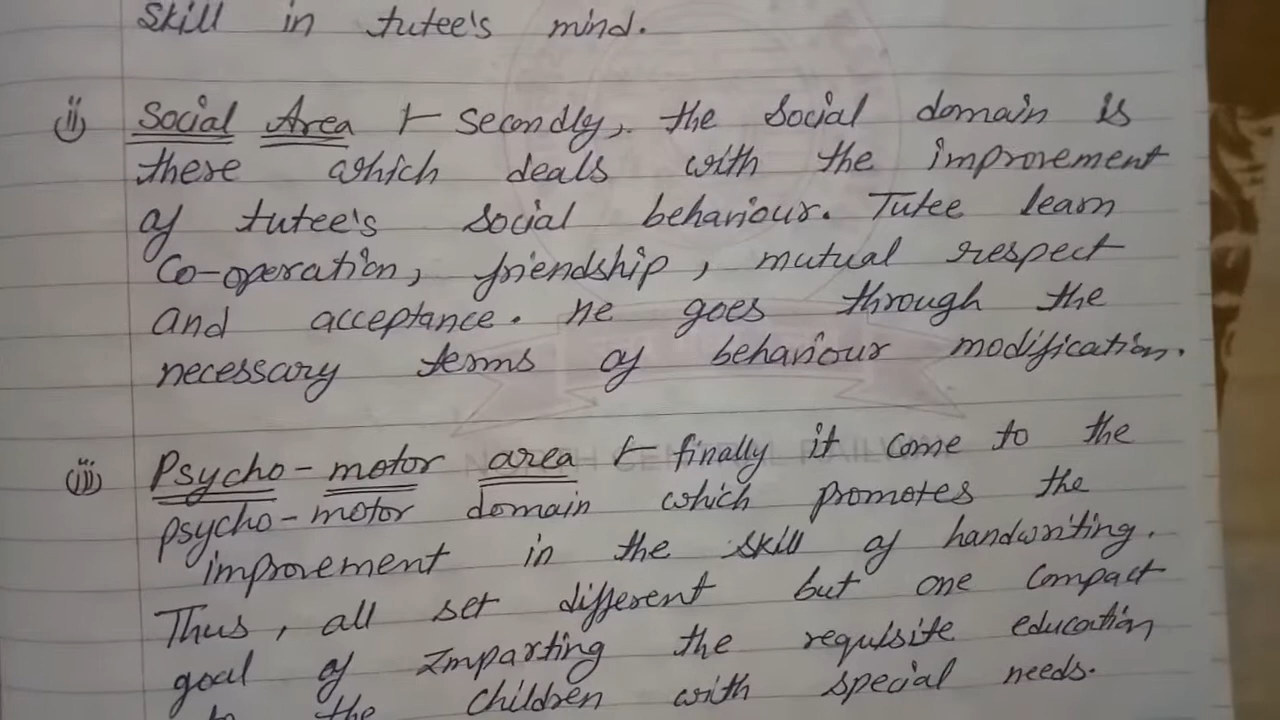 skill in tutee's mind.
(ii) Social Area :- Secondly, the social domain is
there which deals with the improvement
of tutee's social behaviour. Tutee learn
Co-operation, friendship, mutual respect
and acceptance. He goes through the
necessary terms of behaviour modification.
(iii) Psycho-motor area :- finally it come to the
psycho-motor domain which promotes the
improvement in the skill of handwriting.
Thus, all set different but one compact
goal of Imparting the requisite education
to the children with special needs.